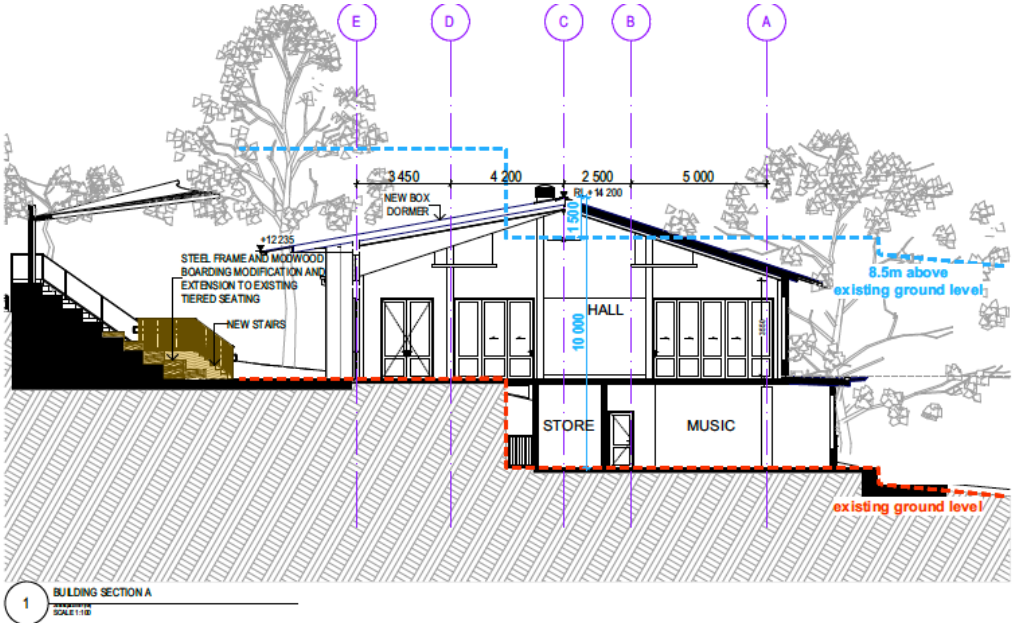 E D C B A
3 450 4 200 2 500 5 000
NEW BOX
DORMER
RL +14 200
1 500
+12 235
STEEL FRAME AND MODWOOD
BOARDING MODIFICATION AND
EXTENSION TO EXISTING
TIERED SEATING
NEW STAIRS
8.5m above
existing ground level
HALL
10 000
STORE
MUSIC
existing ground level
1
BUILDING SECTION A
SCALE 1:100